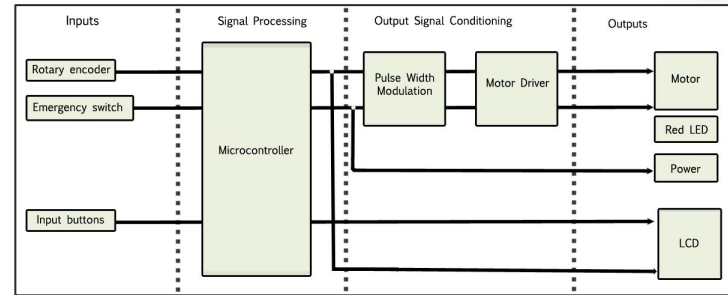 Inputs
Signal Processing
Output Signal Conditioning
Outputs
Rotary encoder
Emergency switch
Input buttons
Microcontroller
Pulse Width
Modulation
Motor Driver
Motor
Red LED
Power
LCD